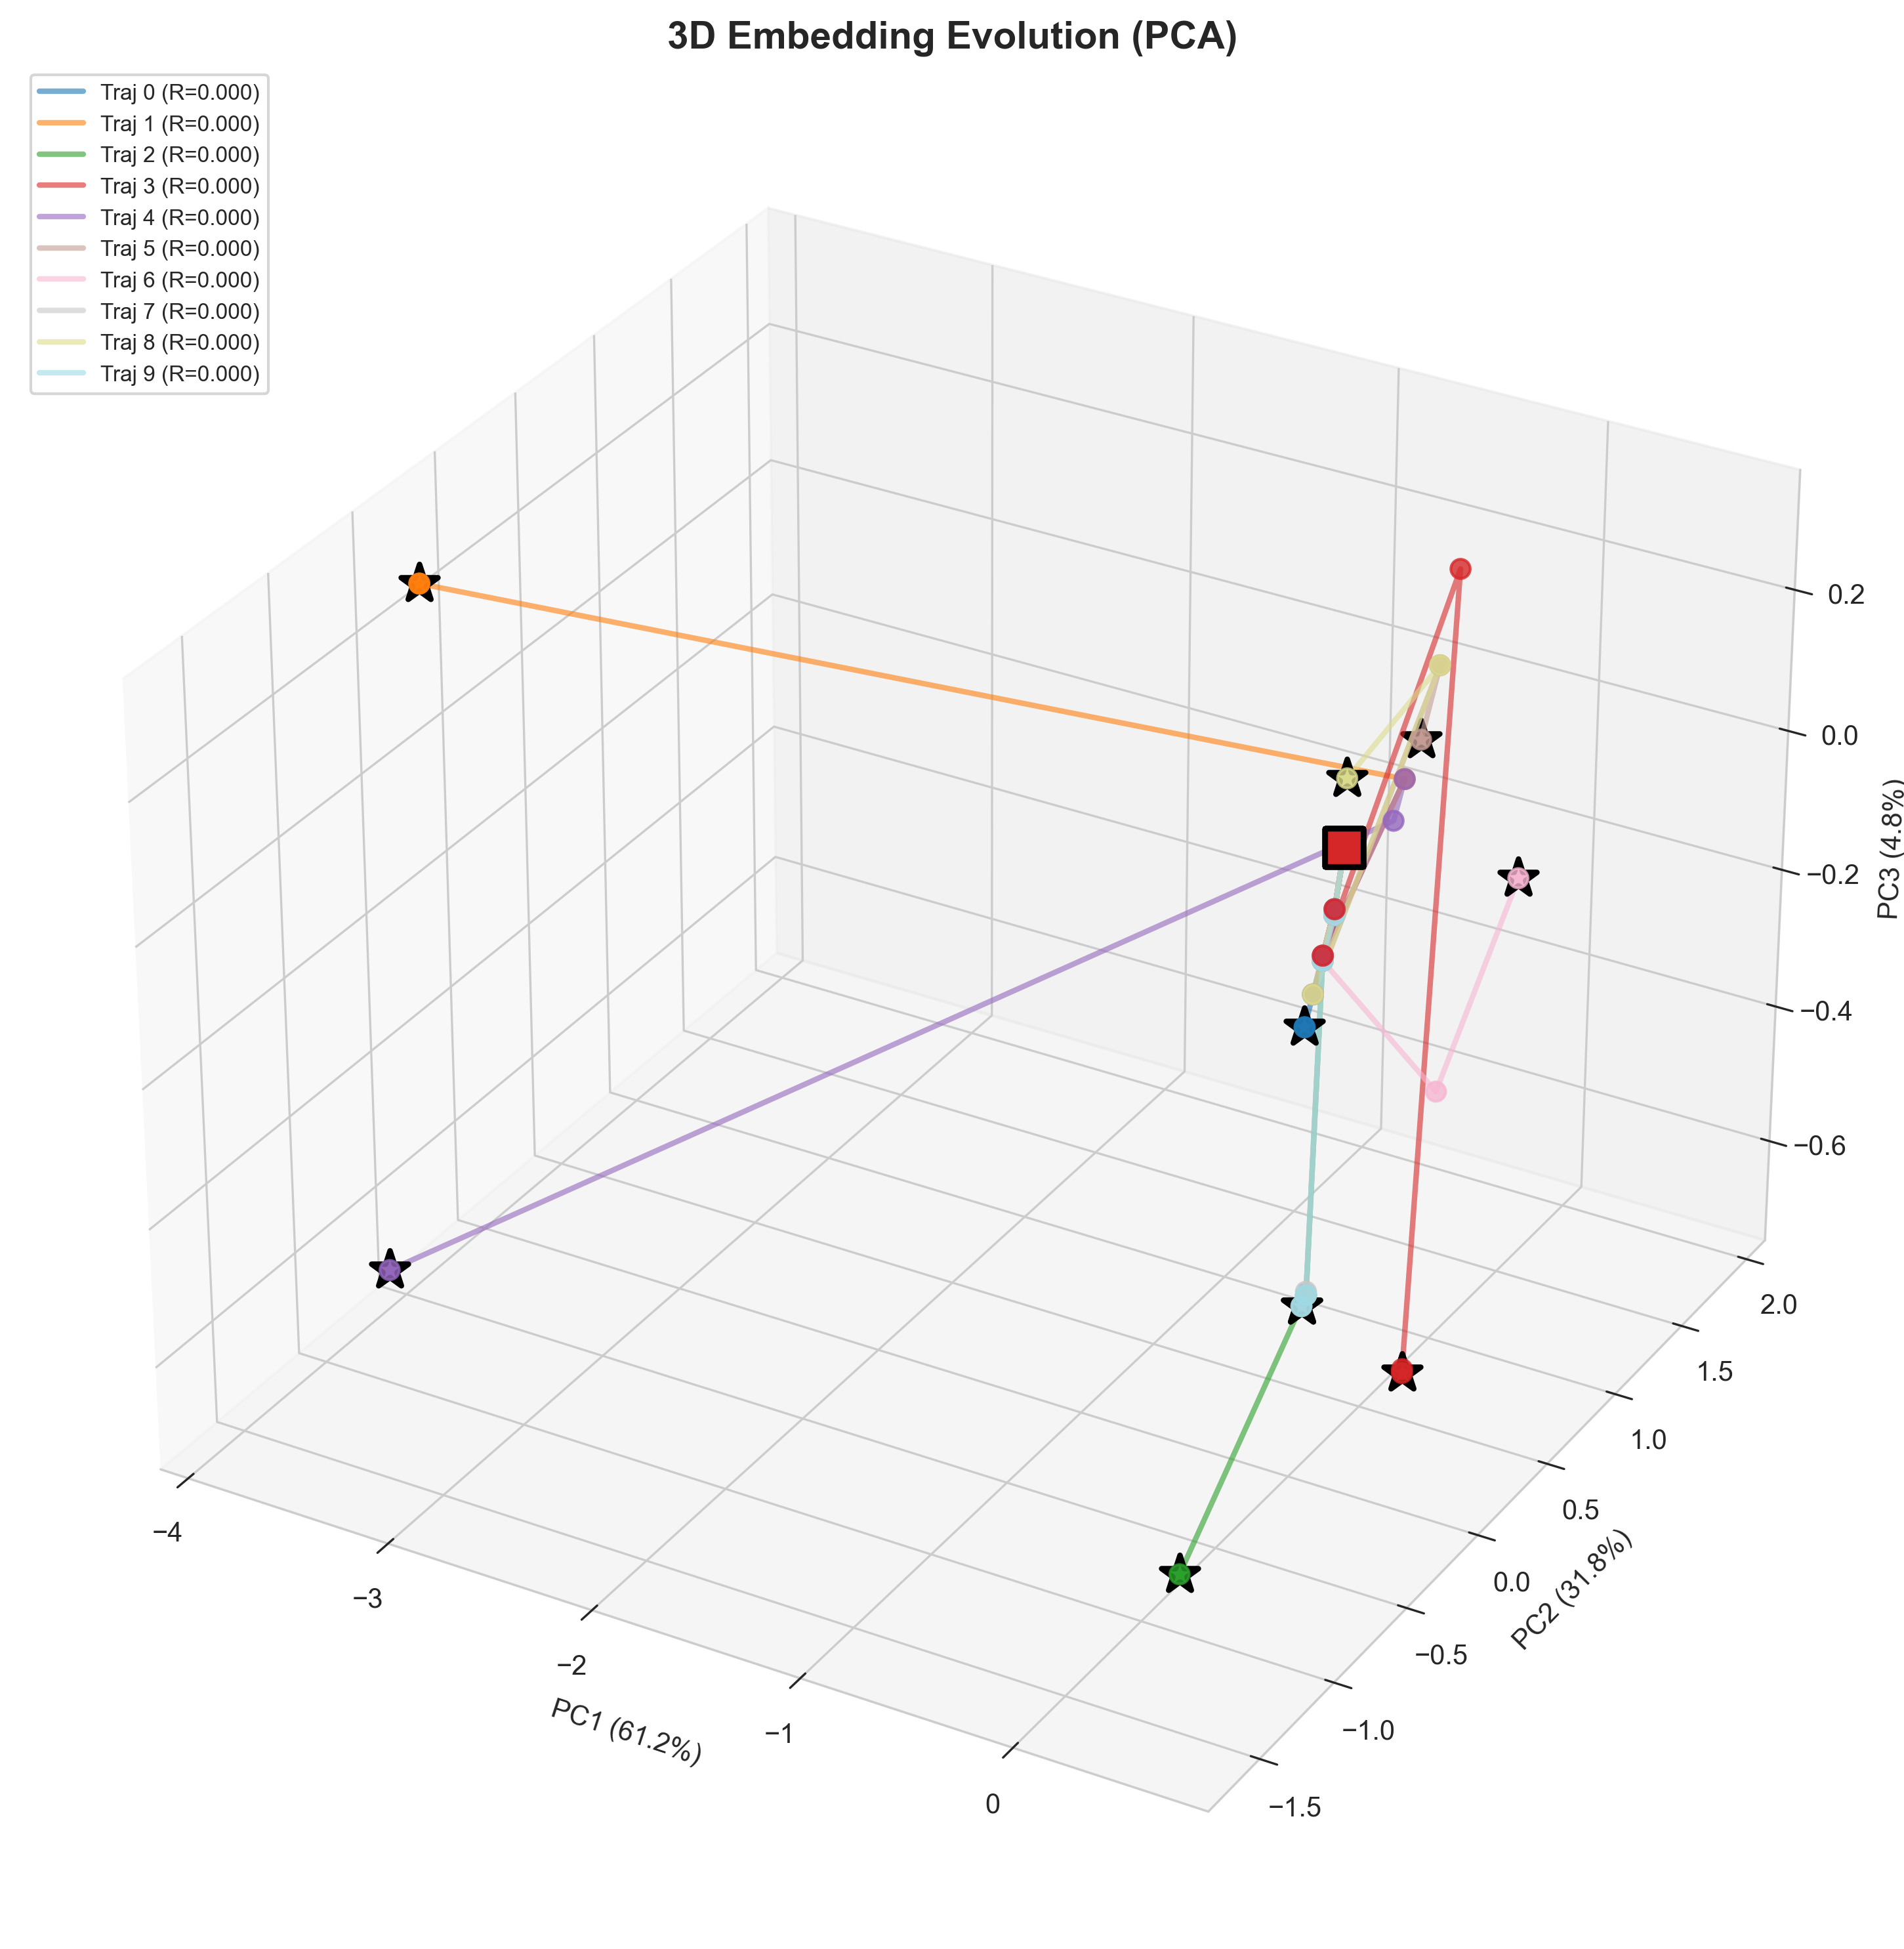 3D Embedding Evolution (PCA)
Traj 0 (R=0.000)
Traj 1 (R=0.000)
Traj 2 (R=0.000)
Traj 3 (R=0.000)
Traj 4 (R=0.000)
Traj 5 (R=0.000)
Traj 6 (R=0.000)
Traj 7 (R=0.000)
Traj 8 (R=0.000)
Traj 9 (R=0.000)
0.2
0.0
−0.2
−0.4
−0.6
PC3 (4.8%)
2.0
1.5
1.0
0.5
0.0
−0.5
−1.0
−1.5
PC2 (31.8%)
−4
−3
−2
−1
0
PC1 (61.2%)